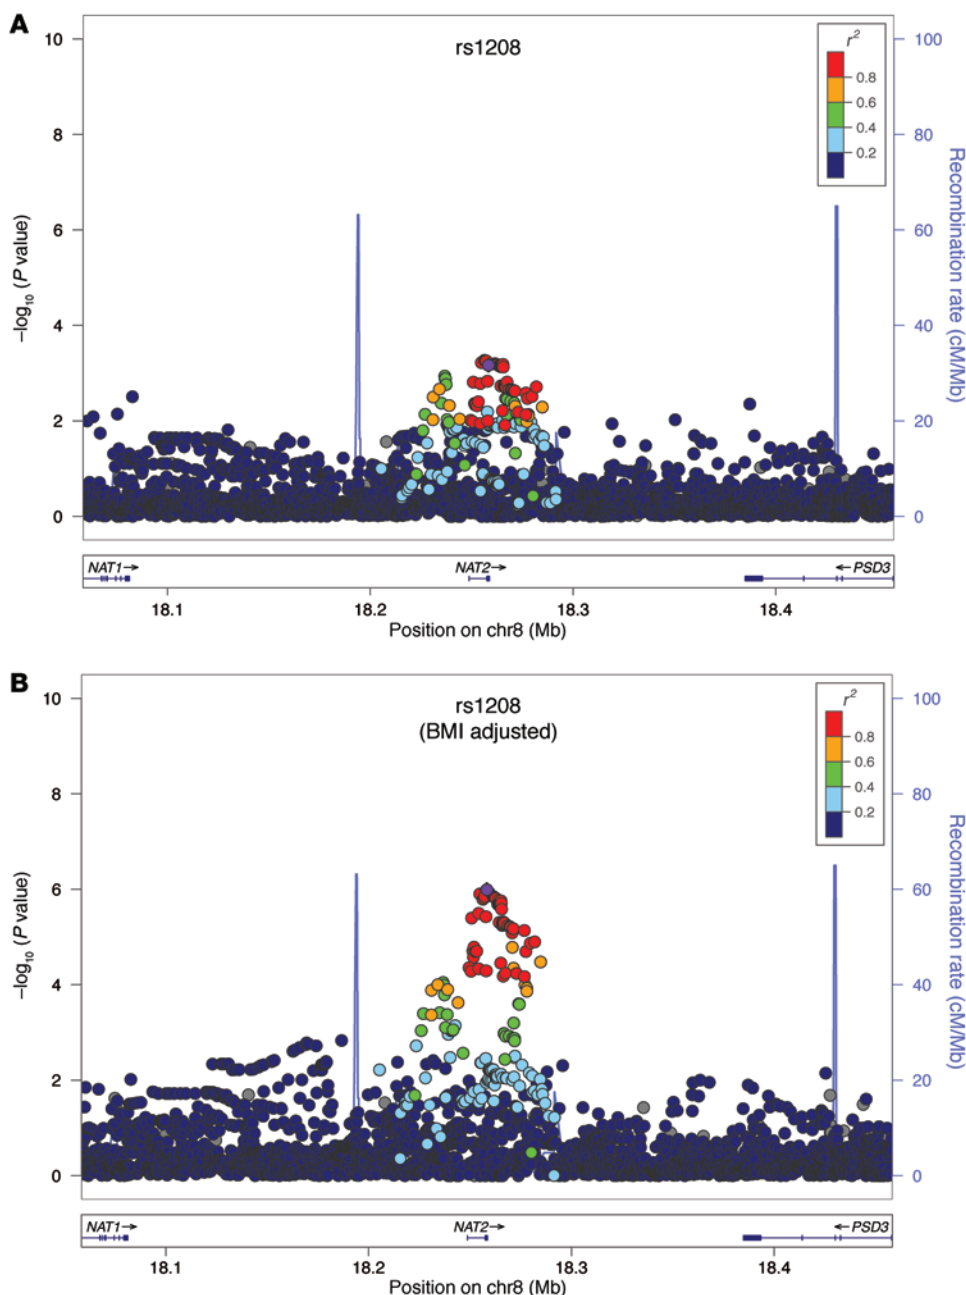 A
rs1208
r²
0.8
0.6
0.4
0.2
10
8
6
4
2
0
–log₁₀ (P value)
100
80
60
40
20
0
Recombination rate (cM/Mb)
NAT1→
NAT2→
←PSD3
18.1
18.2
18.3
18.4
Position on chr8 (Mb)
B
rs1208
(BMI adjusted)
r²
0.8
0.6
0.4
0.2
10
8
6
4
2
0
–log₁₀ (P value)
100
80
60
40
20
0
Recombination rate (cM/Mb)
NAT1→
NAT2→
←PSD3
18.1
18.2
18.3
18.4
Position on chr8 (Mb)